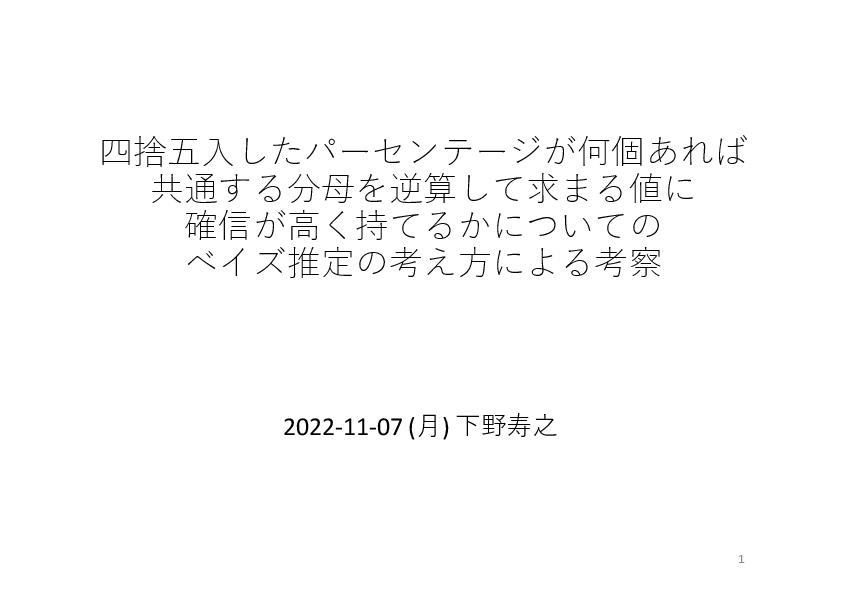 四捨五入したパーセンテージが何個あれば
共通する分母を逆算して求まる値に
確信が高く持てるかについての
ベイズ推定の考え方による考察
2022-11-07 (月) 下野寿之
1